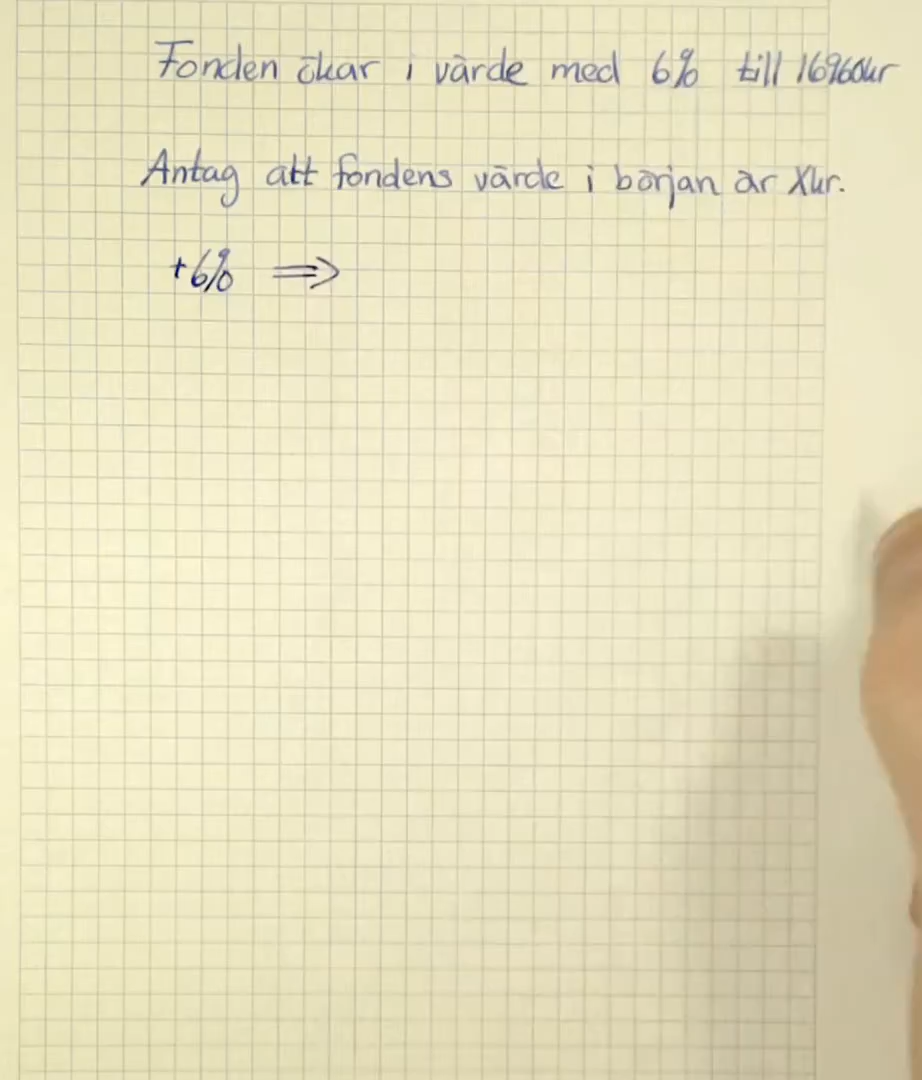 Fonden ökar i värde med 6% till 16960kr
Antag att fondens värde i början är Xkr.
+6% ⇒